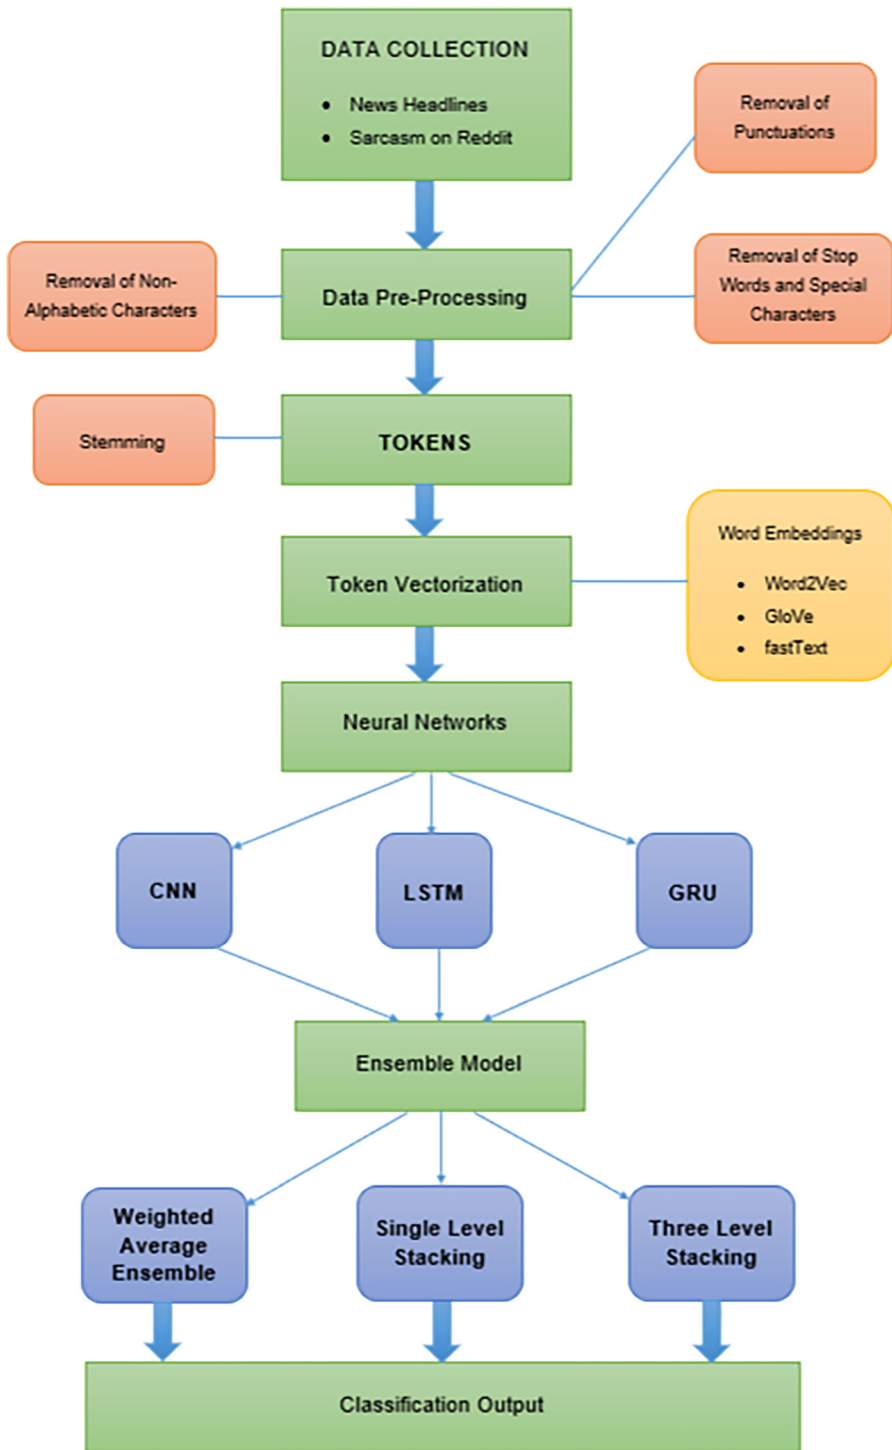 DATA COLLECTION
• News Headlines
• Sarcasm on Reddit
Removal of
Punctuations
Removal of Non-
Alphabetic Characters
Data Pre-Processing
Removal of Stop
Words and Special
Characters
Stemming
TOKENS
Token Vectorization
Word Embeddings
• Word2Vec
• GloVe
• fastText
Neural Networks
CNN
LSTM
GRU
Ensemble Model
Weighted
Average
Ensemble
Single Level
Stacking
Three Level
Stacking
Classification Output